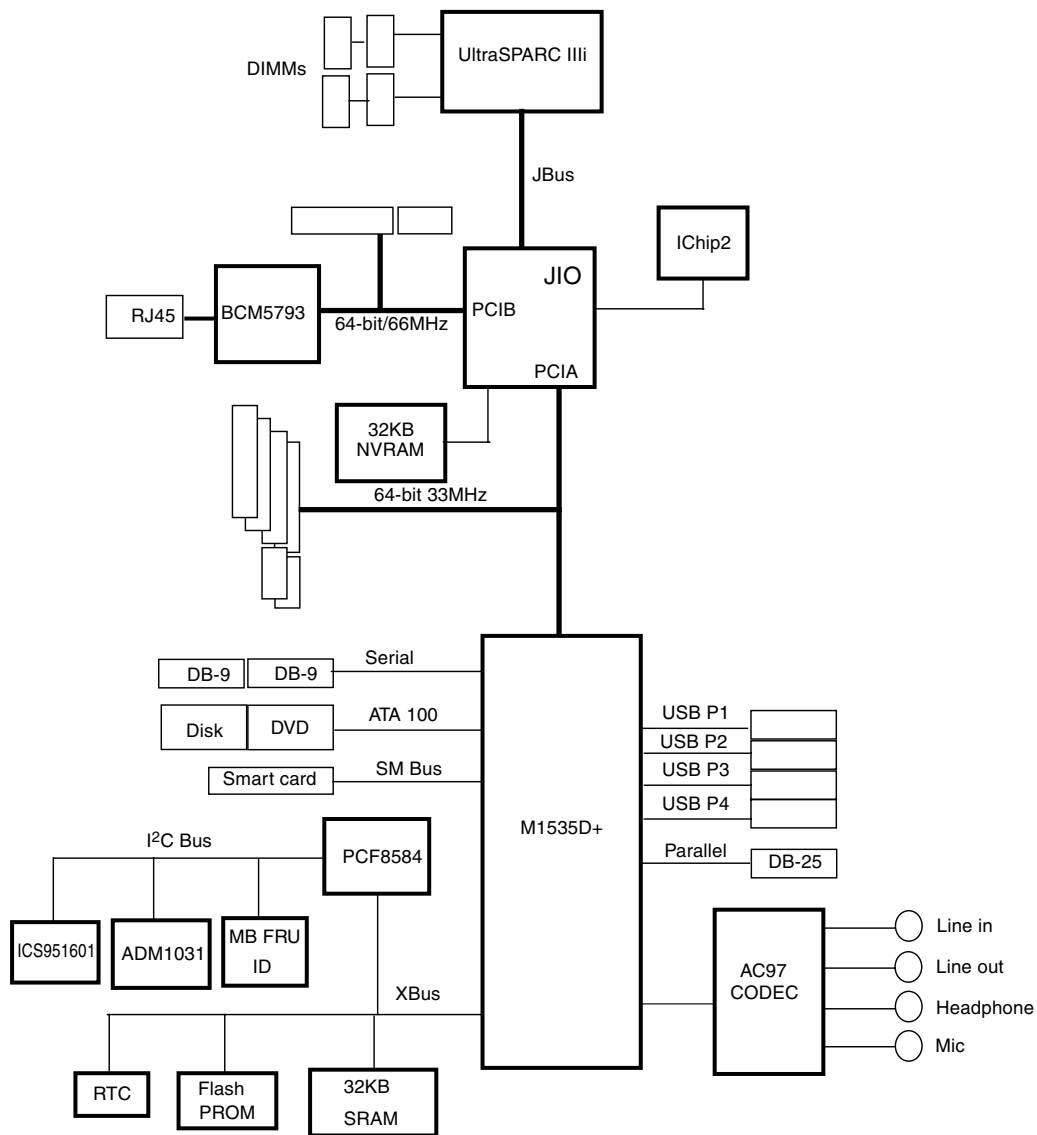 UltraSPARC IIIi
DIMMs
JBus
IChip2
JIO
RJ45
BCM5793
PCIB
64-bit/66MHz
PCIA
32KB
NVRAM
64-bit 33MHz
Serial
DB-9
DB-9
ATA 100
Disk
DVD
SM Bus
Smart card
USB P1
USB P2
USB P3
USB P4
M1535D+
Parallel
DB-25
I²C Bus
PCF8584
ICS951601
ADM1031
MB FRU
ID
AC97
CODEC
Line in
Line out
Headphone
Mic
XBus
RTC
Flash
PROM
32KB
SRAM